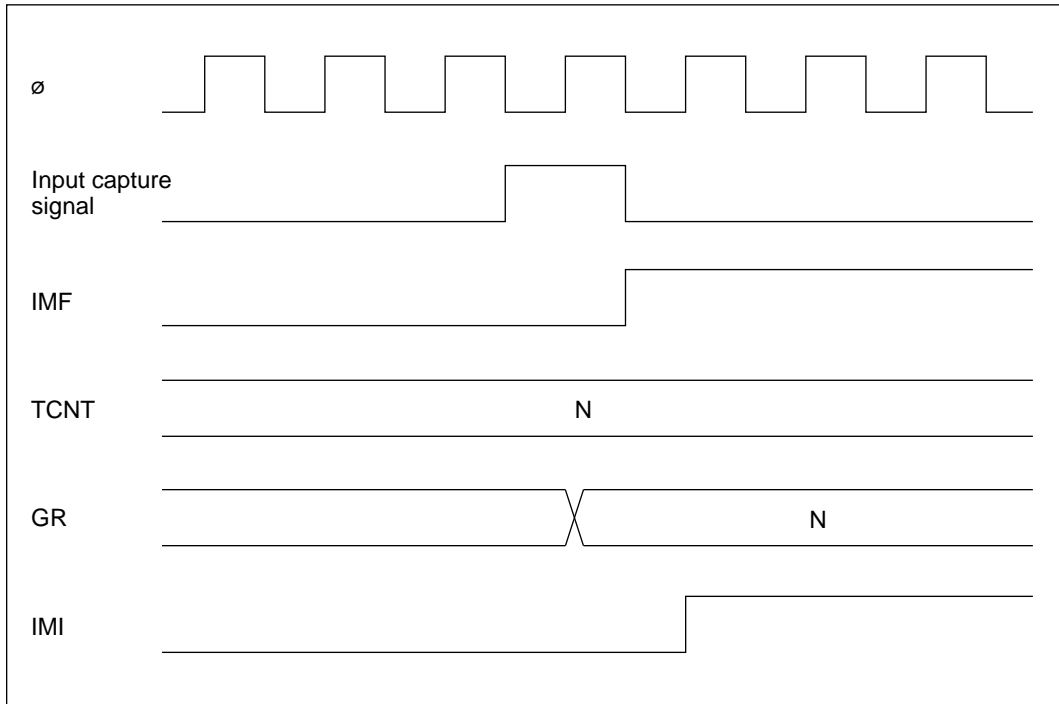 ø
Input capture
signal
IMF
TCNT
N
GR
N
IMI